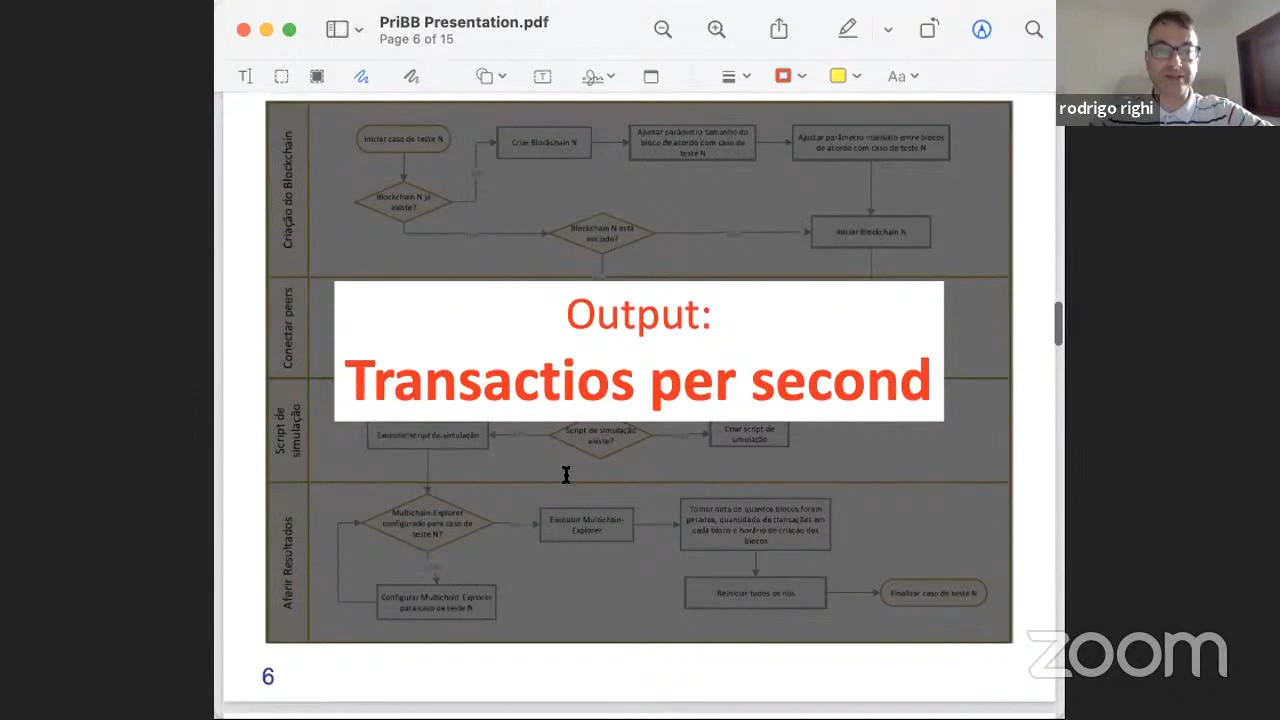 PriBB Presentation.pdf
Page 6 of 15
Aa
rodrigo righi
Criação do Blockchain
Iniciar caso de teste N
Criar Blockchain N
Ajustar parâmetro tamanho do
bloco de acordo com caso de
teste N
Ajustar parâmetro intervalo entre blocos
de acordo com caso de teste N
Blockchain N já
existe?
Blockchain N está
iniciado?
Iniciar Blockchain N
Conectar peers
Output:
Transactios per second
Script de
simulação
Executar script de simulação
Script de simulação
existe?
Criar script de
simulação
Aferir Resultados
Multichain-Explorer
configurado para caso de
teste N?
Executar Multichain-
Explorer
Tomar nota de quantos blocos foram
gerados, quantidade de transações em
cada bloco e horário de criação dos
blocos
Configurar Multichain-Explorer
para caso de teste N
Reiniciar todos os nós
Finalizar caso de teste N
6
zoom